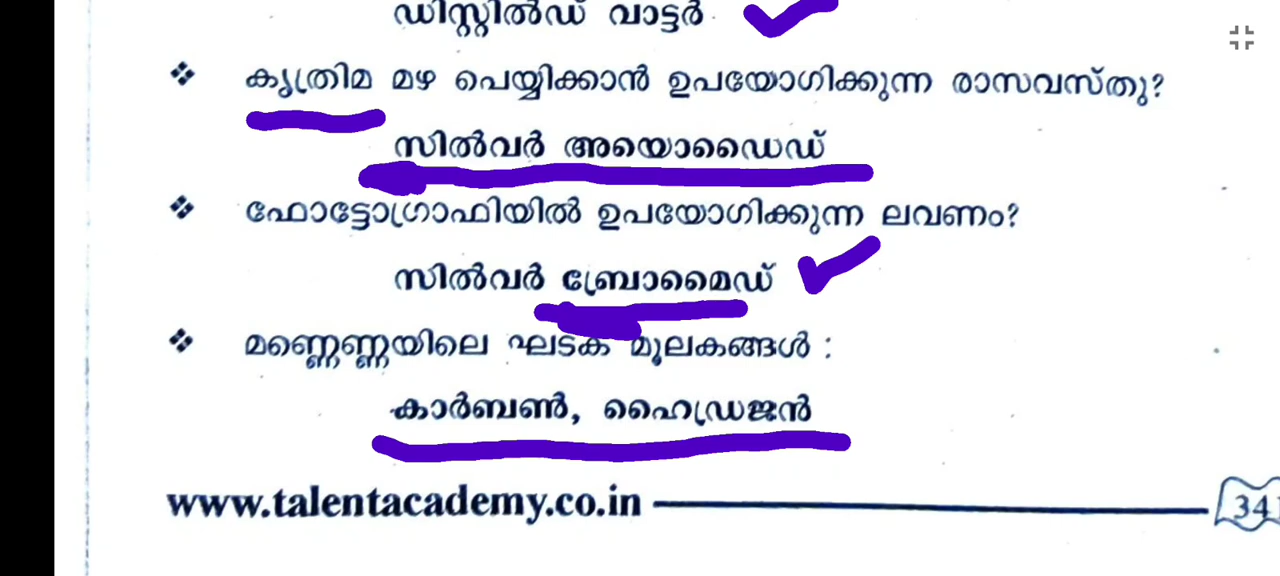 ഡിസ്റ്റിൽഡ് വാട്ടർ
❖ കൃത്രിമ മഴ പെയ്യിക്കാൻ ഉപയോഗിക്കുന്ന രാസവസ്തു?
സിൽവർ അയൊഡൈഡ്
❖ ഫോട്ടോഗ്രാഫിയിൽ ഉപയോഗിക്കുന്ന ലവണം?
സിൽവർ ബ്രോമൈഡ്
❖ മണ്ണെണ്ണയിലെ ഘടക മൂലകങ്ങൾ :
കാർബൺ, ഹൈഡ്രജൻ
www.talentacademy.co.in 341